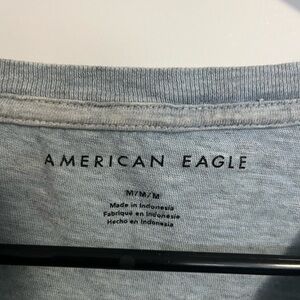 AMERICAN EAGLE
M/M/M
Made in Indonesia
Fabriqué en Indonésie
Hecho en Indonesia